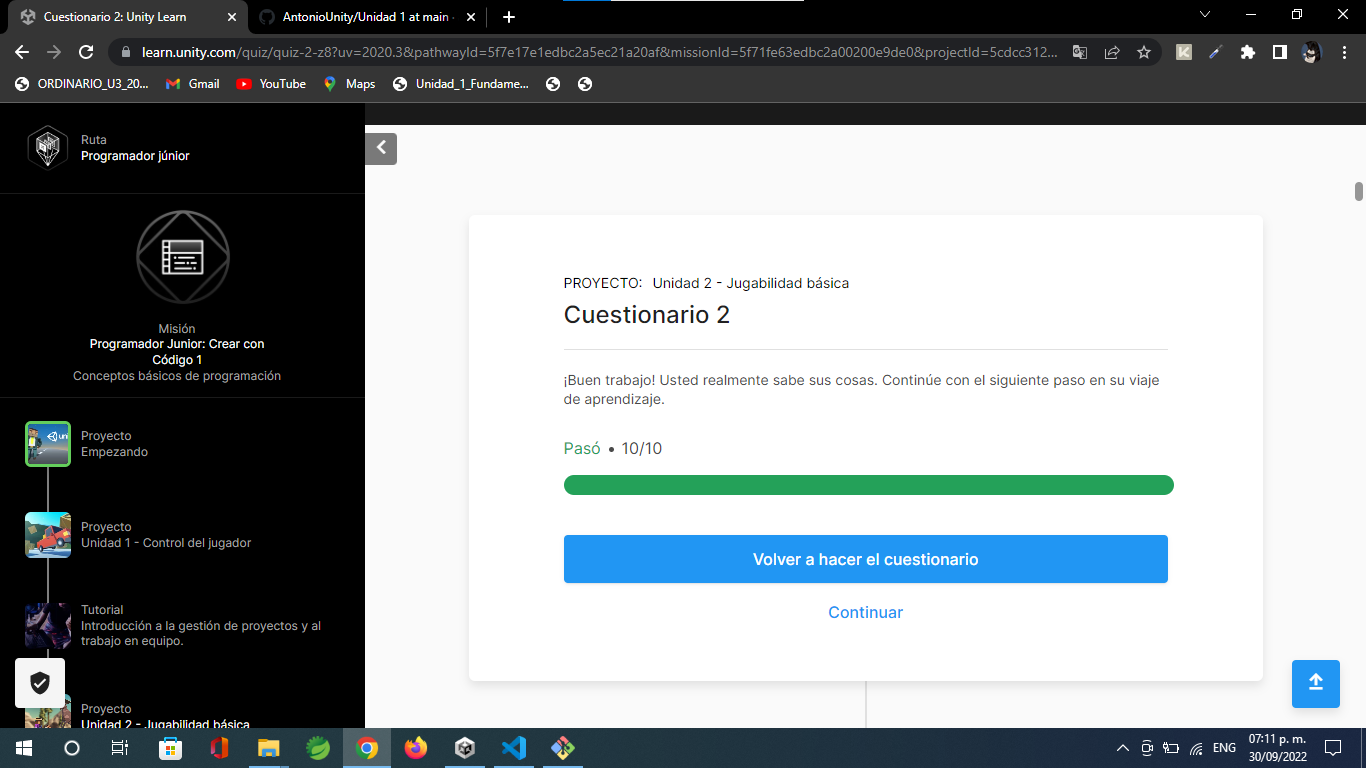 Cuestionario 2: Unity Learn
AntonioUnity/Unidad 1 at main
learn.unity.com/quiz/quiz-2-z8?uv=2020.3&pathwayId=5f7e17e1edbc2a5ec21a20af&missionId=5f71fe63edbc2a00200e9de0&projectId=5cdcc312...
ORDINARIO_U3_20...
Gmail
YouTube
Maps
Unidad_1_Fundame...
Ruta
Programador júnior
Misión
Programador Junior: Crear con
Código 1
Conceptos básicos de programación
Proyecto
Empezando
Proyecto
Unidad 1 - Control del jugador
Tutorial
Introducción a la gestión de proyectos y al
trabajo en equipo.
Proyecto
Unidad 2 - Jugabilidad básica
PROYECTO: Unidad 2 - Jugabilidad básica
Cuestionario 2
¡Buen trabajo! Usted realmente sabe sus cosas. Continúe con el siguiente paso en su viaje
de aprendizaje.
Pasó • 10/10
Volver a hacer el cuestionario
Continuar
ENG
07:11 p. m.
30/09/2022